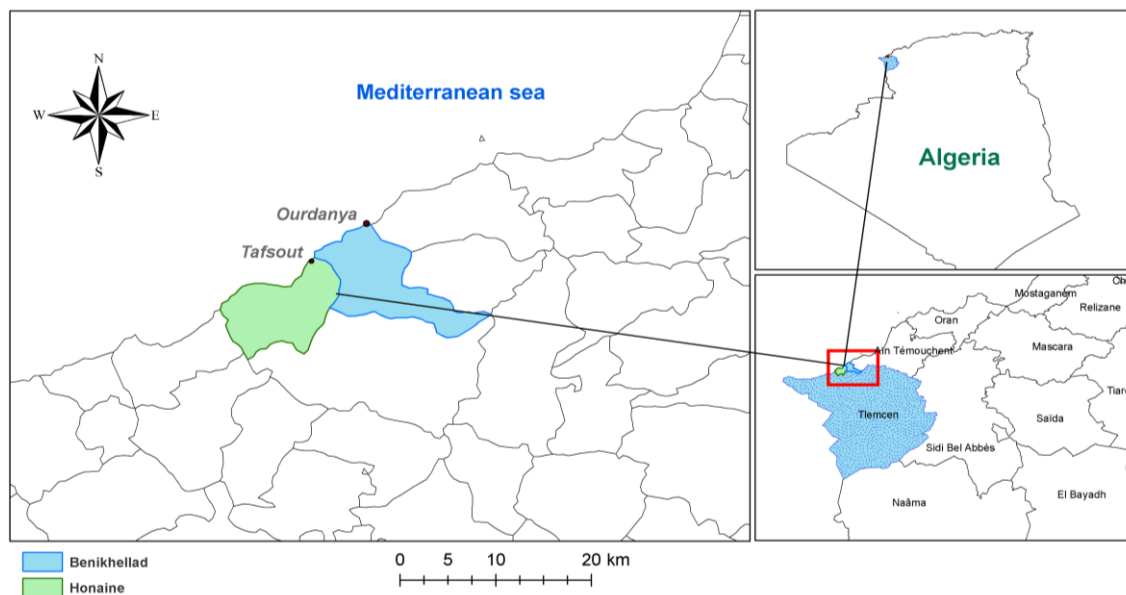 N
W
E
S
Mediterranean sea
Ourdanya
Tafsout
Algeria
Mostaganem
Relizane
Oran
Mascara
Aïn Témouchent
Tlemcen
Saïda
Sidi Bel Abbès
Naâma
El Bayadh
Benikhellad
Honaine
0 5 10 20 km